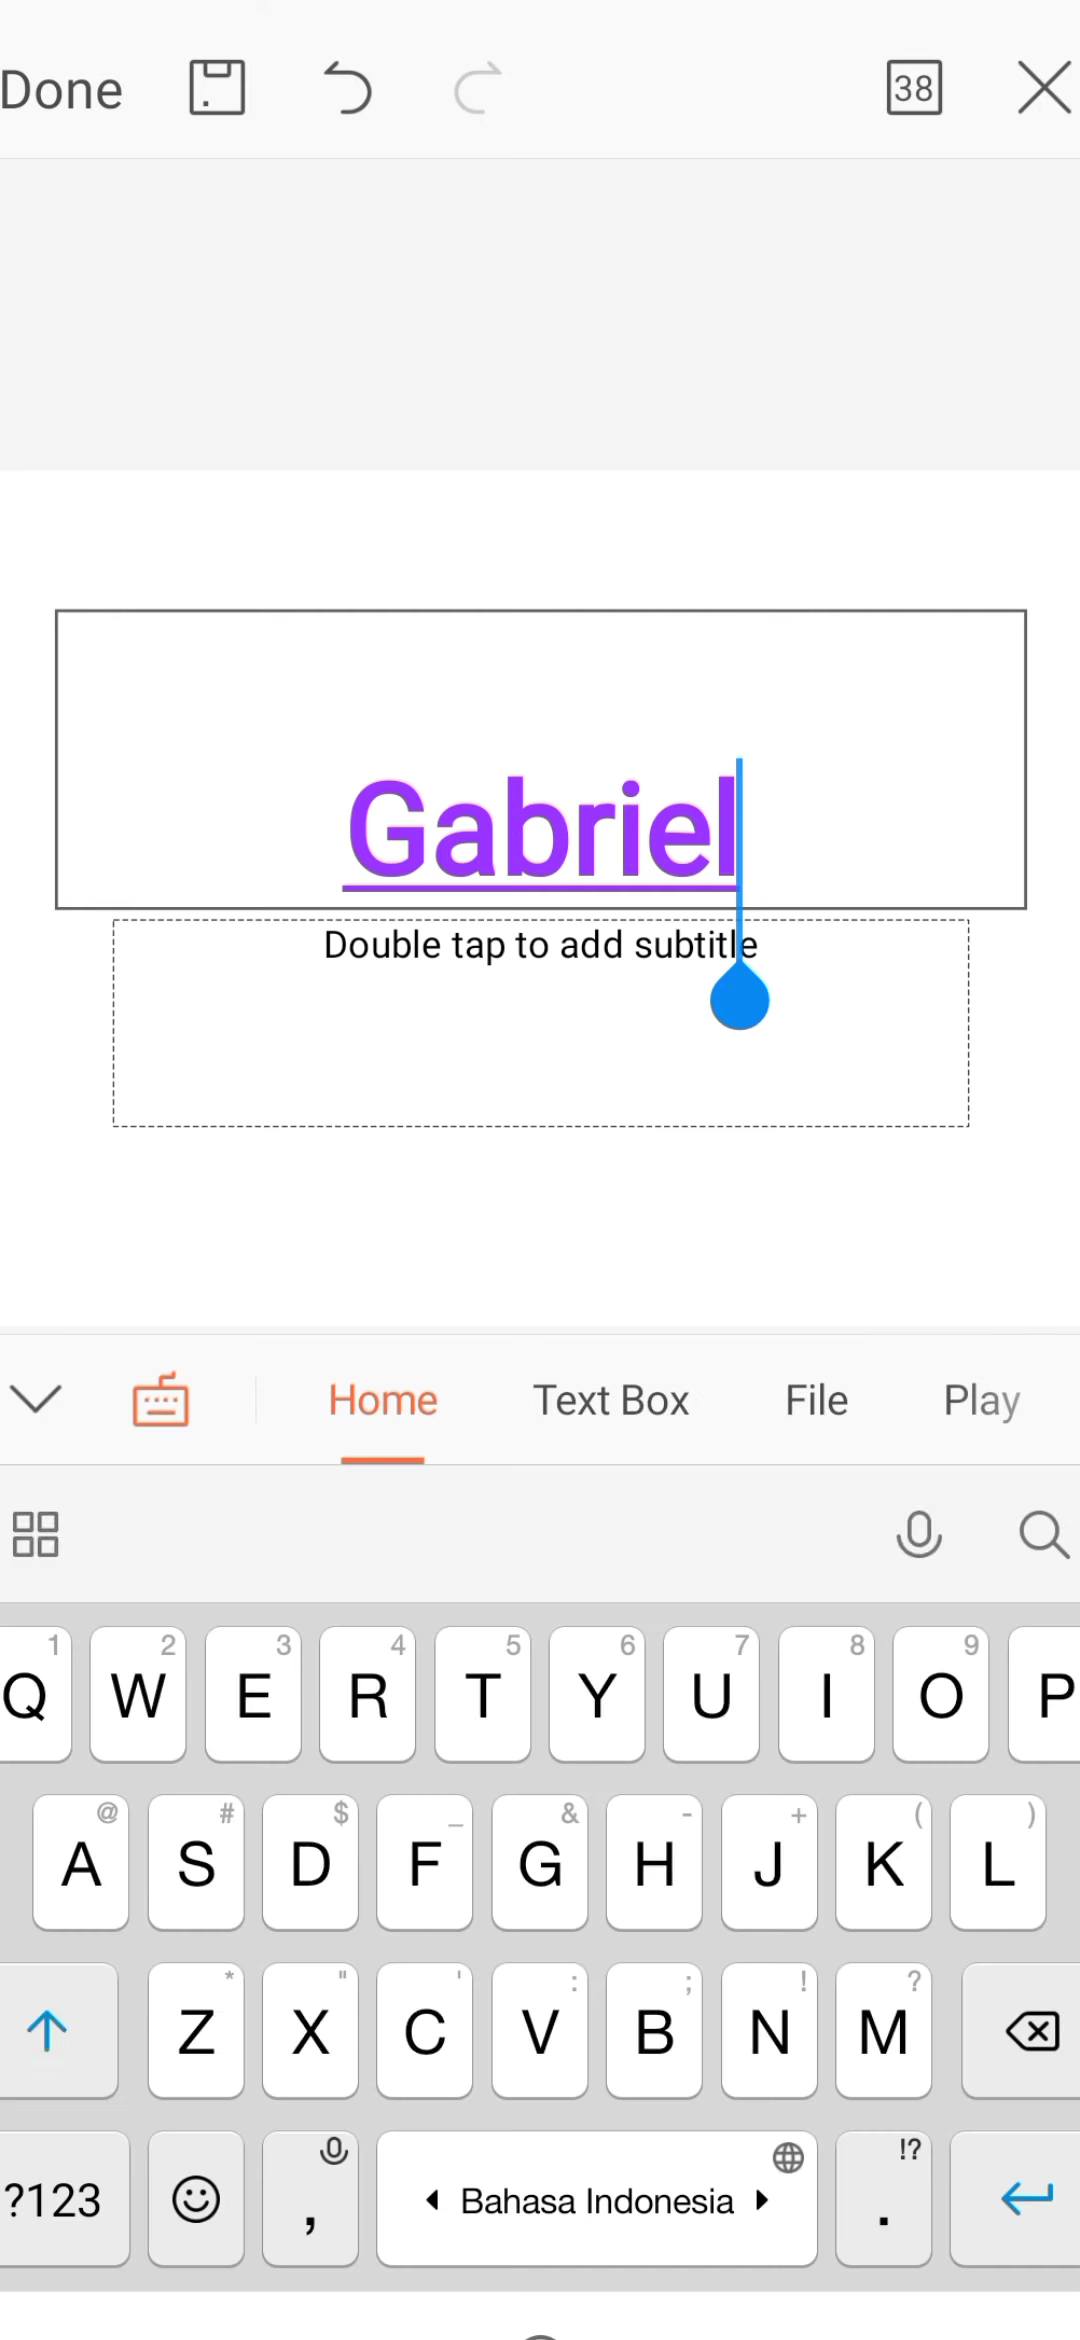 Done 38
Gabriel
Double tap to add subtitle
Home Text Box File Play
1 2 3 4 5 6 7 8 9
Q W E R T Y U I O P
@ # $ _ & - + ( )
A S D F G H J K L
* " ' : ; ! ?
Z X C V B N M
!?
?123 , Bahasa Indonesia .